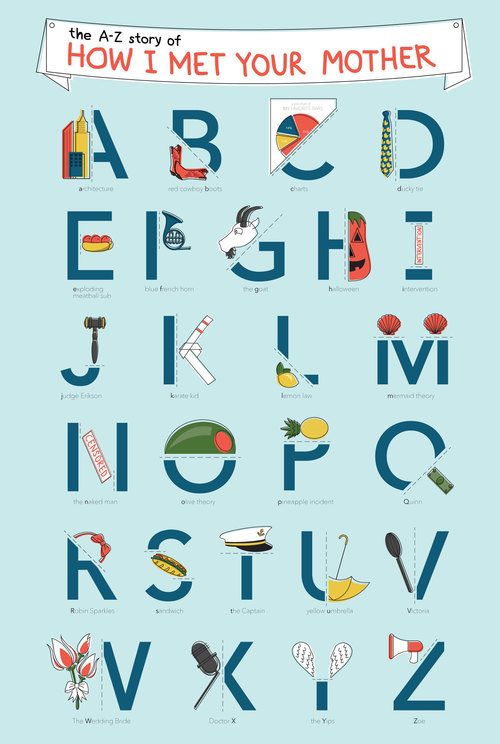 the A-Z story of
HOW I MET YOUR MOTHER
A B C D
architecture red cowboy boots charts ducky tie
E F G H I
exploding meatball sub blue french horn the goat halloween intervention
J K L M
judge Erikson karate kid lemon law mermaid theory
CENSORED
N O P Q
the naked man olive theory pineapple incident Quinn
R S T U V
Robin Sparkles sandwich the Captain yellow umbrella Victoria
W X Y Z
The Wedding Bride Doctor X the Yips Zoe